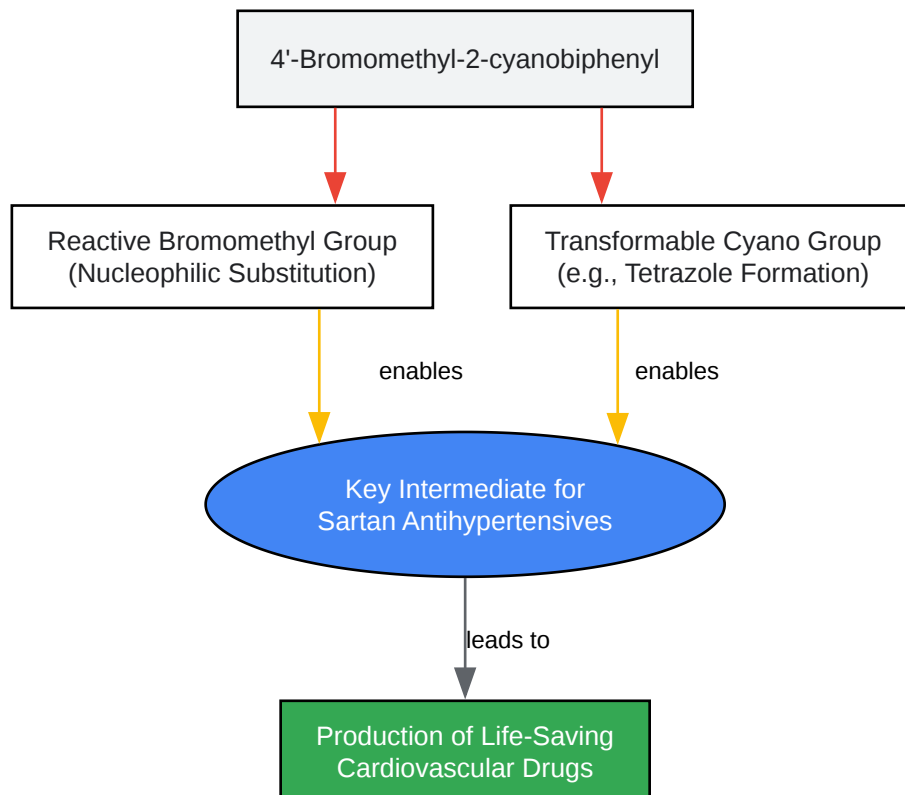 4'-Bromomethyl-2-cyanobiphenyl
Reactive Bromomethyl Group
(Nucleophilic Substitution)
Transformable Cyano Group
(e.g., Tetrazole Formation)
enables
enables
Key Intermediate for
Sartan Antihypertensives
leads to
Production of Life-Saving
Cardiovascular Drugs